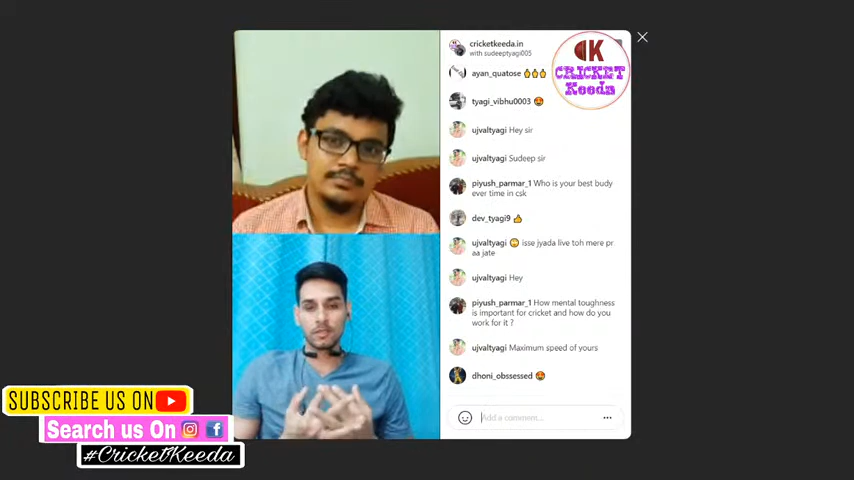 cricketkeeda.in
with sudeeptyagi005
CK
CRICKET
Keeda
ayan_quatose 🖕🖕🖕
tyagi_vibhu0003 😍
ujvaltyagi Hey sir
ujvaltyagi Sudeep sir
piyush_parmar_1 Who is your best budy
ever time in csk
dev_tyagi9 👍
ujvaltyagi 🙄 isse jyada live toh mere pr
aa jate
ujvaltyagi Hey
piyush_parmar_1 How mental toughness
is important for cricket and how do you
work for it ?
ujvaltyagi Maximum speed of yours
dhoni_obssessed 😍
Add a comment...
SUBSCRIBE US ON
Search us On
#CricketKeeda